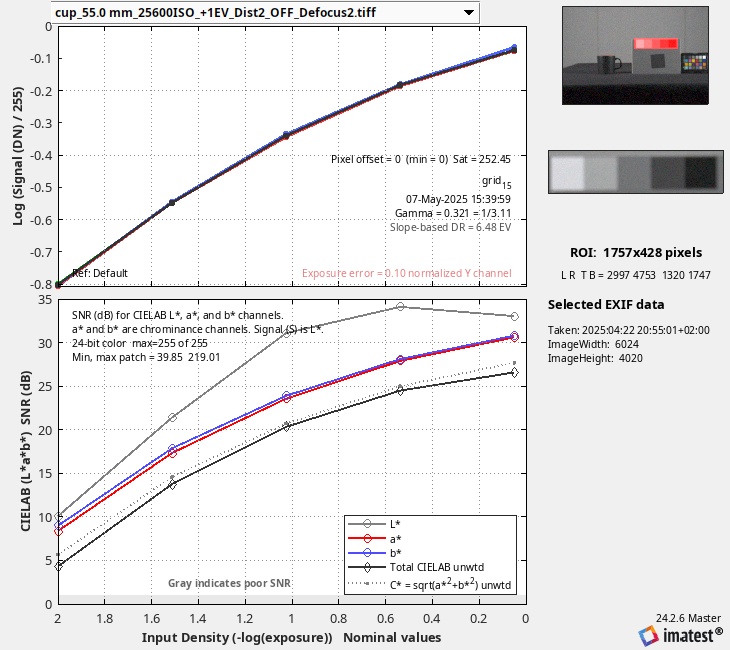 cup_55.0 mm_25600ISO_+1EV_Dist2_OFF_Defocus2.tiff
0
-0.1
-0.2
-0.3
-0.4
-0.5
-0.6
-0.7
-0.8
Log (Signal (DN) / 255)
Pixel offset = 0 (min = 0) Sat = 252.45
grid15
07-May-2025 15:39:59
Gamma = 0.321 = 1/3.11
Slope-based DR = 6.48 EV
Ref: Default
Exposure error = 0.10 normalized Y channel
35
30
25
20
15
10
5
0
CIELAB (L*a*b*) SNR (dB)
SNR (dB) for CIELAB L*, a*, and b* channels.
a* and b* are chrominance channels. Signal (S) is L*.
24-bit color max=255 of 255
Min, max patch = 39.85 219.01
L*
a*
b*
Total CIELAB unwtd
C* = sqrt(a*2+b*2) unwtd
Gray indicates poor SNR
2 1.8 1.6 1.4 1.2 1 0.8 0.6 0.4 0.2 0
Input Density (-log(exposure)) Nominal values
ROI: 1757x428 pixels
L R T B = 2997 4753 1320 1747
Selected EXIF data
Taken: 2025:04:22 20:55:01+02:00
ImageWidth: 6024
ImageHeight: 4020
24.2.6 Master
imatest®